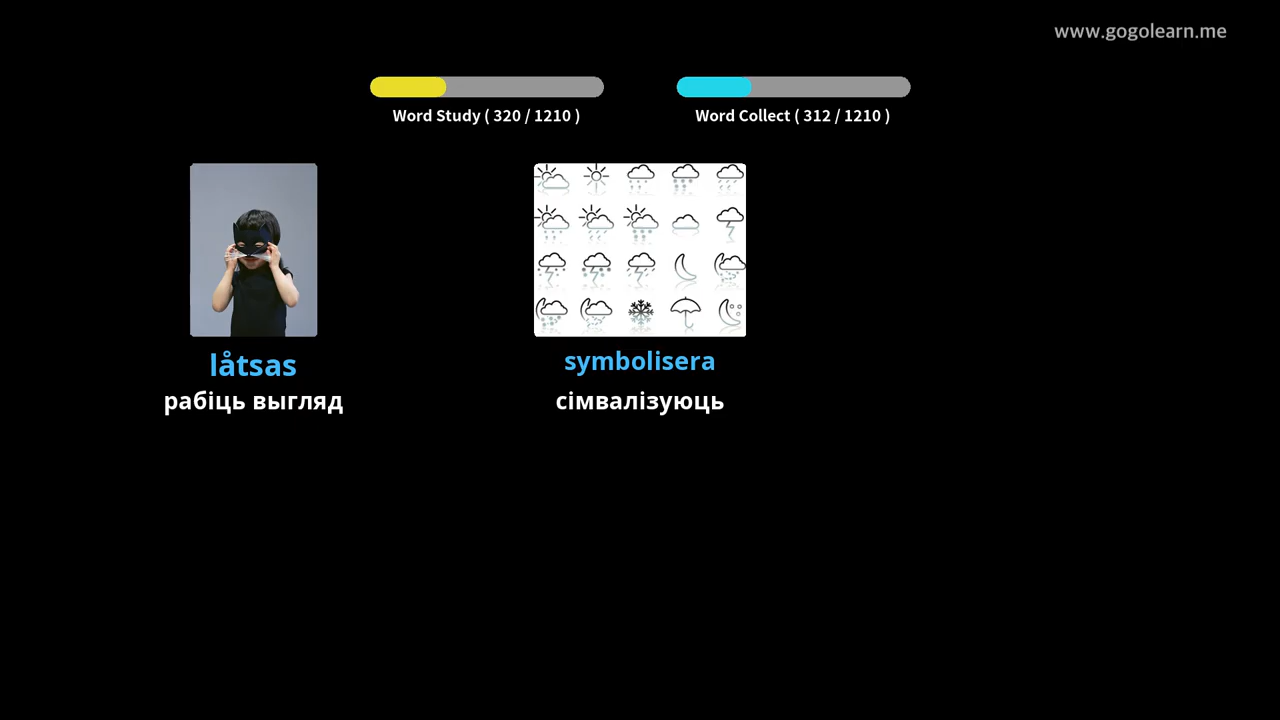 www.gogolearn.me
Word Study ( 320 / 1210 )
Word Collect ( 312 / 1210 )
låtsas
symbolisera
рабіць выгляд
сімвалізуюць